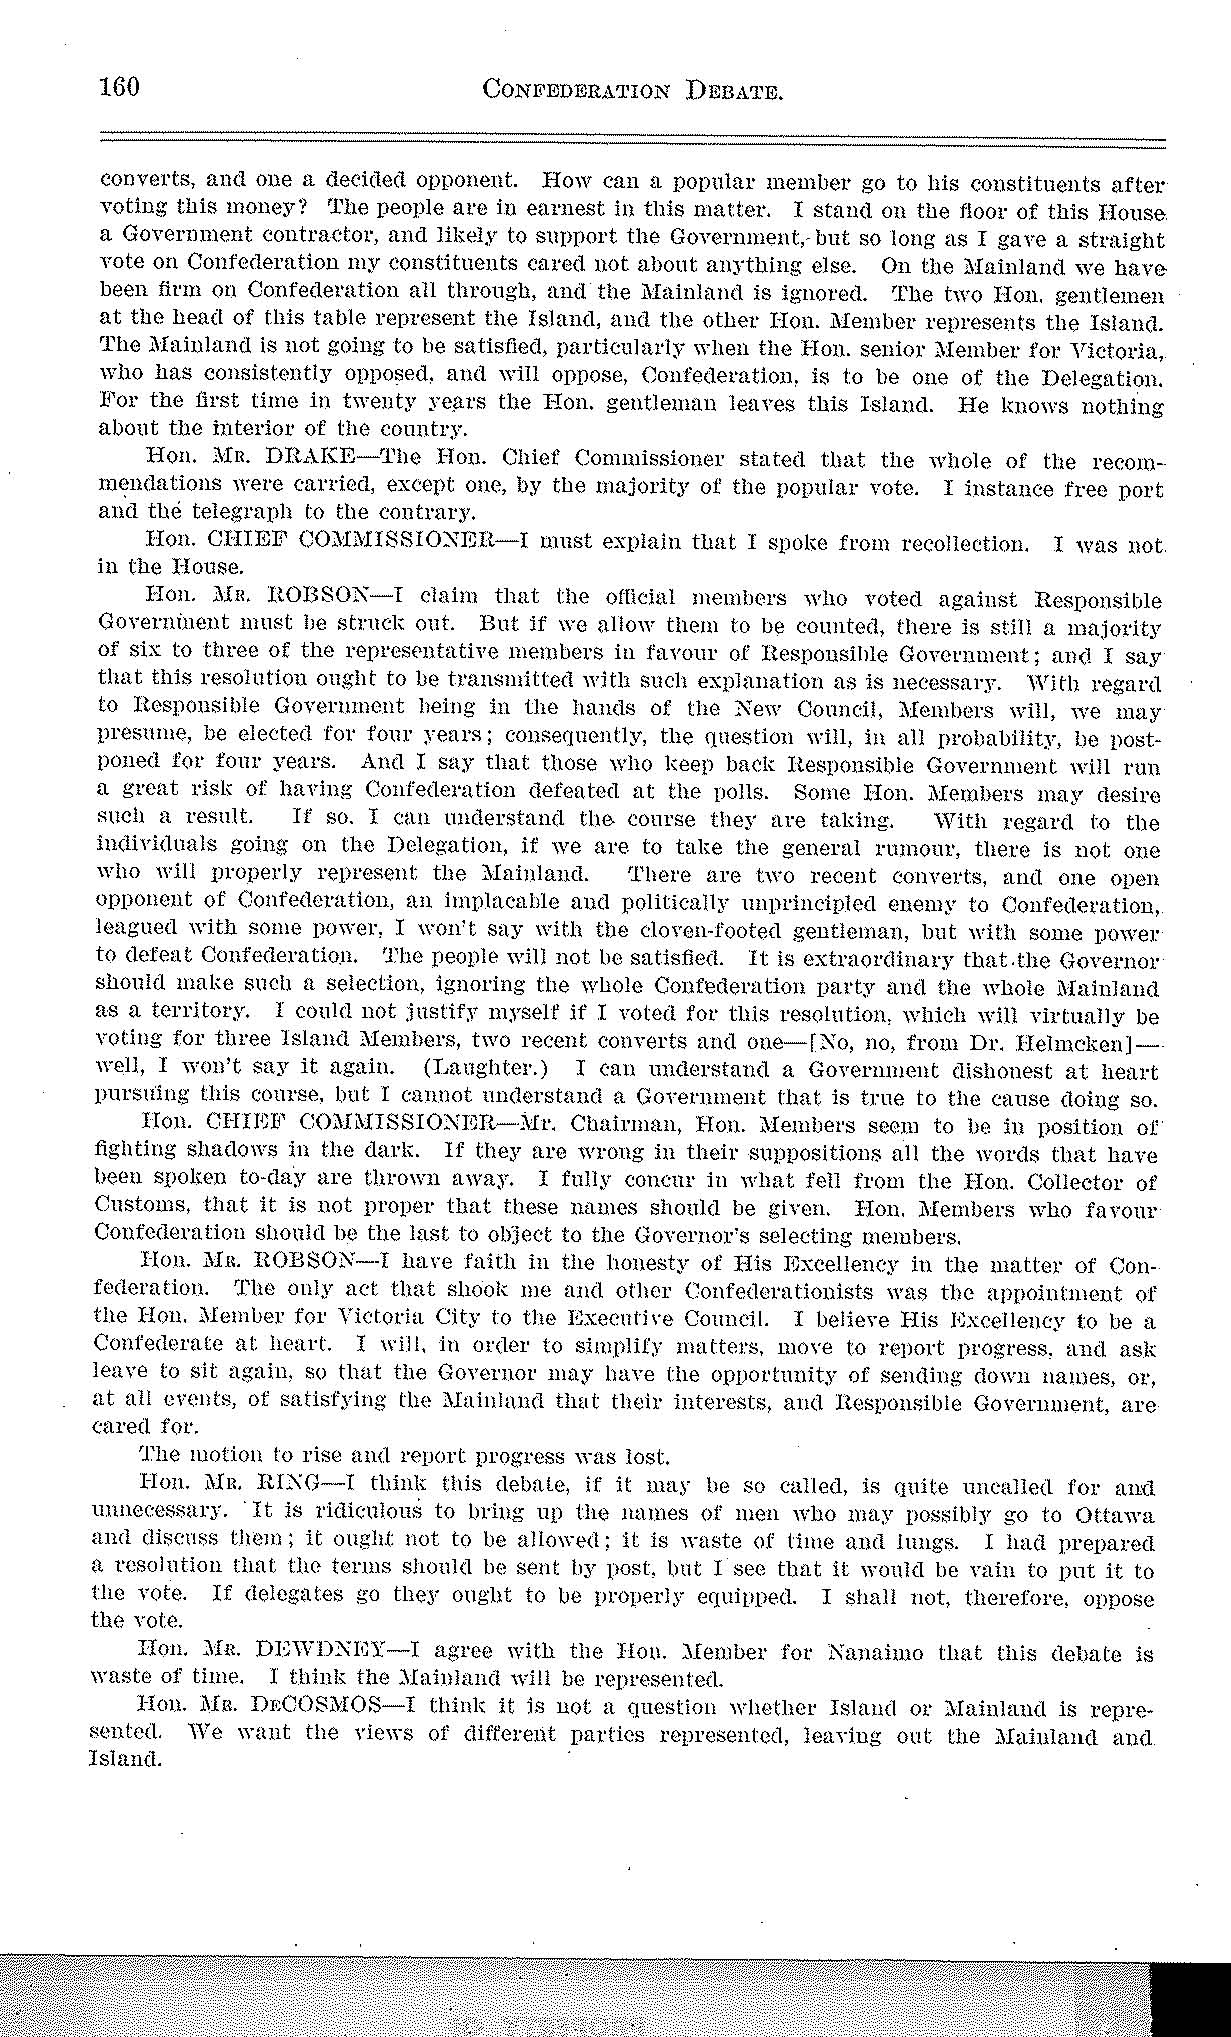 160 CONFEDERATION DEBATE.
converts, and one a decided opponent. How can a popular member go to his constituents after
voting this money? The people are in earnest in this matter. I stand on the floor of this House
a Government contractor, and likely to support the Government, but so long as I gave a straight
vote on Confederation my constituents cared not about anything else. On the Mainland we have
been firm on Confederation all through, and the Mainland is ignored. The two Hon. gentlemen
at the head of this table represent the Island, and the other Hon. Member represents the Island.
The Mainland is not going to be satisfied, particularly when the Hon. senior Member for Victoria,
who has consistently opposed, and will oppose, Confederation, is to be one of the Delegation.
For the first time in twenty years the Hon. gentleman leaves this Island. He knows nothing
about the interior of the country.
Hon. MR. DRAKE—The Hon. Chief Commissioner stated that the whole of the recom-
mendations were carried, except one, by the majority of the popular vote. I instance free port
and the telegraph to the contrary.
Hon. CHIEF COMMISSIONER—I must explain that I spoke from recollection. I was not
in the House.
Hon. MR. ROBSON—I claim that the official members who voted against Responsible
Government must be struck out. But if we allow them to be counted, there is still a majority
of six to three of the representative members in favour of Responsible Government; and I say
that this resolution ought to be transmitted with such explanation as is necessary. With regard
to Responsible Government being in the hands of the New Council, Members will, we may
presume, be elected for four years; consequently, the question will, in all probability, be post-
poned for four years. And I say that those who keep back Responsible Government will run
a great risk of having Confederation defeated at the polls. Some Hon. Members may desire
such a result. If so, I can understand the course they are taking. With regard to the
individuals going on the Delegation, if we are to take the general rumour, there is not one
who will properly represent the Mainland. There are two recent converts, and one open
opponent of Confederation, an implacable and politically unprincipled enemy to Confederation,
leagued with some power, I won't say with the cloven-footed gentleman, but with some power
to defeat Confederation. The people will not be satisfied. It is extraordinary that the Governor
should make such a selection, ignoring the whole Confederation party and the whole Mainland
as a territory. I could not justify myself if I voted for this resolution, which will virtually be
voting for three Island Members, two recent converts and one—[No, no, from Dr. Helmcken]—
well, I won't say it again. (Laughter.) I can understand a Government dishonest at heart
pursuing this course, but I cannot understand a Government that is true to the cause doing so.
Hon. CHIEF COMMISSIONER—Mr. Chairman, Hon. Members seem to be in position of
fighting shadows in the dark. If they are wrong in their suppositions all the words that have
been spoken to-day are thrown away. I fully concur in what fell from the Hon. Collector of
Customs, that it is not proper that these names should be given. Hon. Members who favour
Confederation should be the last to object to the Governor's selecting members.
Hon. MR. ROBSON—I have faith in the honesty of His Excellency in the matter of Con-
federation. The only act that shook me and other Confederationists was the appointment of
the Hon. Member for Victoria City to the Executive Council. I believe His Excellency to be a
Confederate at heart. I will, in order to simplify matters, move to report progress, and ask
leave to sit again, so that the Governor may have the opportunity of sending down names, or,
at all events, of satisfying the Mainland that their interests, and Responsible Government, are
cared for.
The motion to rise and report progress was lost.
Hon. MR. RING—I think this debate, if it may be so called, is quite uncalled for and
unnecessary. It is ridiculous to bring up the names of men who may possibly go to Ottawa
and discuss them; it ought not to be allowed; it is waste of time and lungs. I had prepared
a resolution that the terms should be sent by post, but I see that it would be vain to put it to
the vote. If delegates go they ought to be properly equipped. I shall not, therefore, oppose
the vote.
Hon. MR. DEWDNEY—I agree with the Hon. Member for Nanaimo that this debate is
waste of time. I think the Mainland will be represented.
Hon. MR. DECOSMOS—I think it is not a question whether Island or Mainland is repre-
sented. We want the views of different parties represented, leaving out the Mainland and
Island.